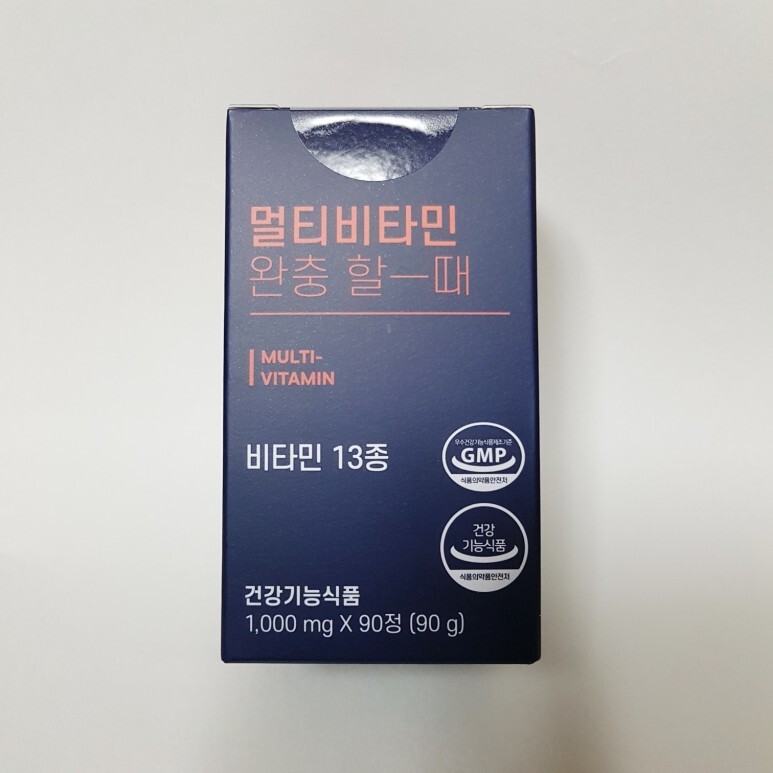 멀티비타민
완충 할一때
MULTI-
VITAMIN
비타민 13종
우수건강기능식품제조기준
GMP
식품의약품안전처
건강
기능식품
식품의약품안전처
건강기능식품
1,000 mg X 90정 (90 g)